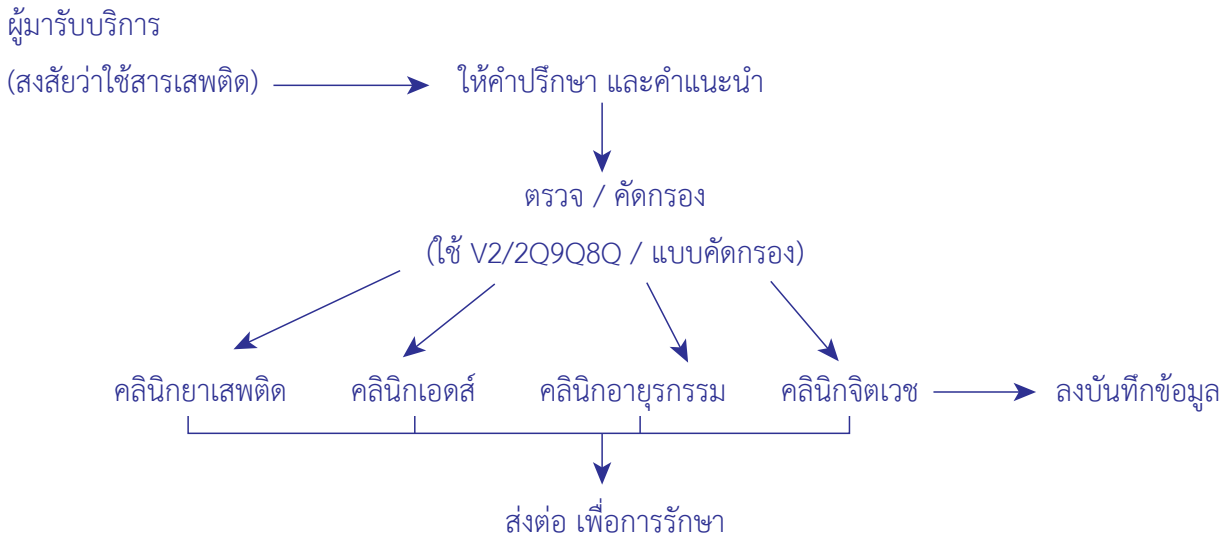 ผู้มารับบริการ
(สงสัยว่าใช้สารเสพติด) ให้คำปรึกษา และคำแนะนำ
ตรวจ / คัดกรอง
(ใช้ V2/2Q9Q8Q / แบบคัดกรอง)
คลินิกยาเสพติด คลินิกเอดส์ คลินิกอายุรกรรม คลินิกจิตเวช ลงบันทึกข้อมูล
ส่งต่อ เพื่อการรักษา